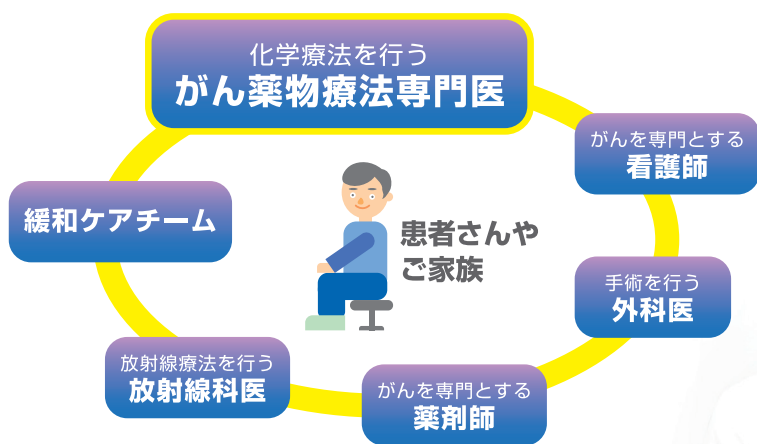 化学療法を行う
がん薬物療法専門医
がんを専門とする
看護師
緩和ケアチーム
患者さんや
ご家族
手術を行う
外科医
放射線療法を行う
放射線科医
がんを専門とする
薬剤師